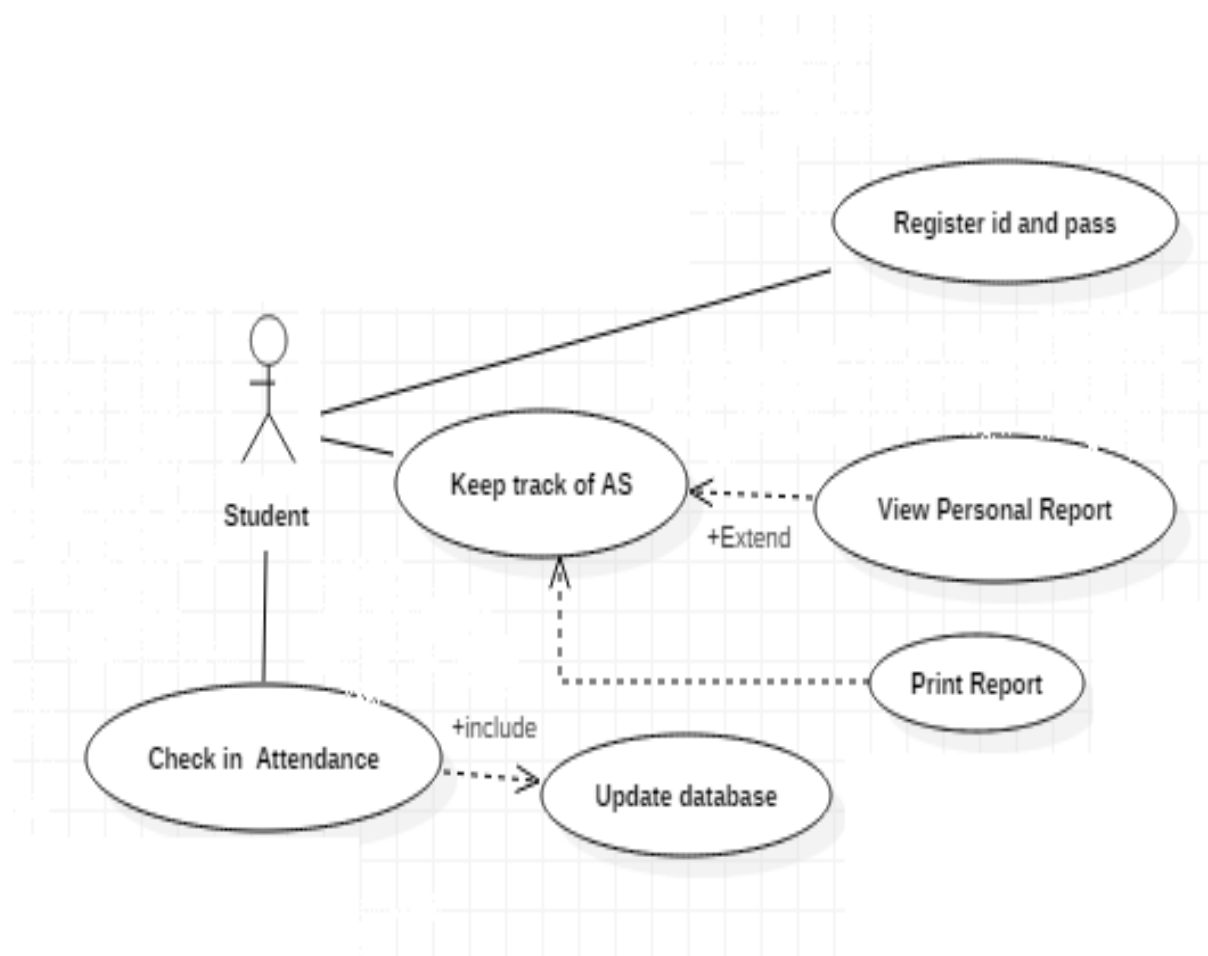 Register id and pass
Keep track of AS
View Personal Report
Student
+Extend
Print Report
+include
Check in  Attendance
Update database